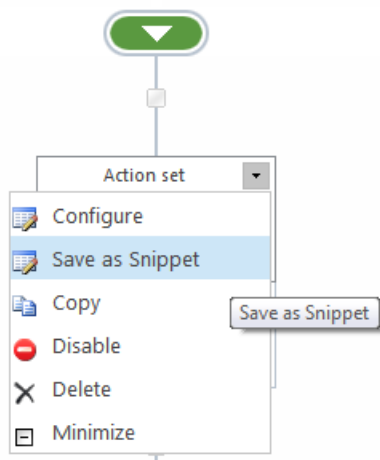 Action set
Configure
Save as Snippet
Copy
Save as Snippet
Disable
Delete
Minimize